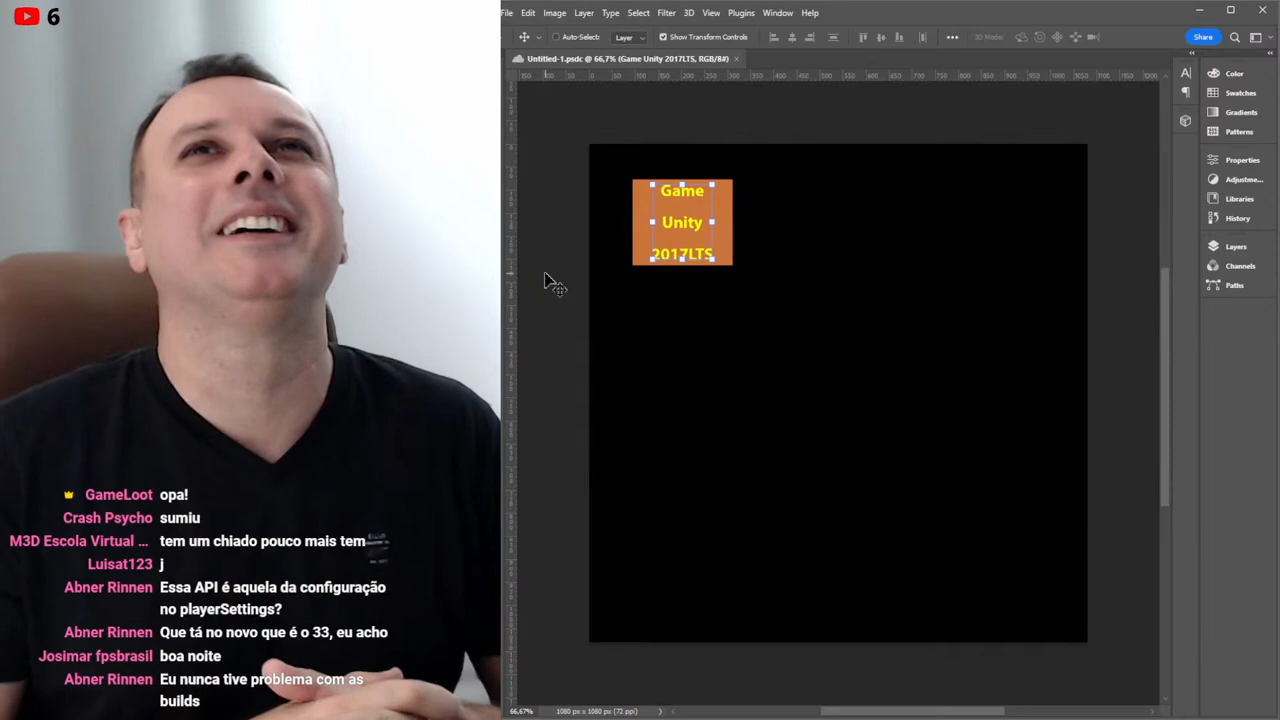 6
File Edit Image Layer Type Select Filter 3D View Plugins Window Help
Auto-Select: Layer Show Transform Controls 3D Mode: Share
Untitled-1.psdc @ 66,7% (Game Unity 2017LTS, RGB/8#)
Game
Unity
2017LTS
Color
Swatches
Gradients
Patterns
Properties
Adjustme...
Libraries
History
Layers
Channels
Paths
GameLoot opa!
Crash Psycho sumiu
M3D Escola Virtual ... tem um chiado pouco mais tem
Luisat123 j
Abner Rinnen Essa API é aquela da configuração
no playerSettings?
Abner Rinnen Que tá no novo que é o 33, eu acho
Josimar fpsbrasil boa noite
Abner Rinnen Eu nunca tive problema com as
builds
66,67% 1080 px x 1080 px (72 ppi)